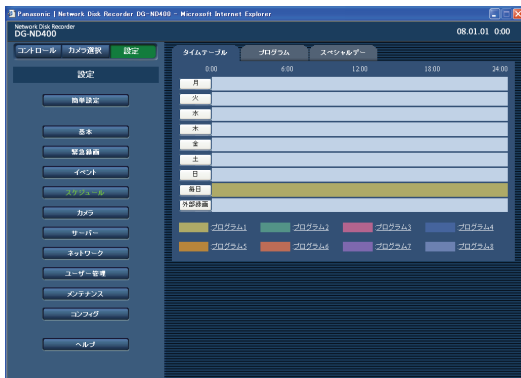 Panasonic | Network Disk Recorder DG-ND400 - Microsoft Internet Explorer
Network Disk Recorder
DG-ND400
08.01.01 0:00
コントロール カメラ選択 設定
設定
簡単設定
基本
緊急録画
イベント
スケジュール
カメラ
サーバー
ネットワーク
ユーザー管理
メンテナンス
コンフィグ
ヘルプ
タイムテーブル プログラム スペシャルデー
0:00 6:00 12:00 18:00 24:00
月
火
水
木
金
土
日
毎日
外部録画
プログラム1 プログラム2 プログラム3 プログラム4
プログラム5 プログラム6 プログラム7 プログラム8